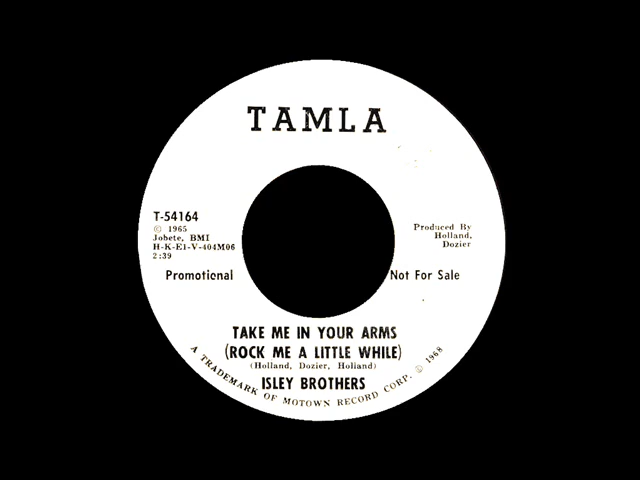 TAMLA
T-54164
© 1965
Jobete, BMI
H-K-E1-V-404M06
2:39
Produced By
Holland,
Dozier
Promotional
Not For Sale
TAKE ME IN YOUR ARMS
(ROCK ME A LITTLE WHILE)
(Holland, Dozier, Holland)
ISLEY BROTHERS
A TRADEMARK OF MOTOWN RECORD CORP. © 1968